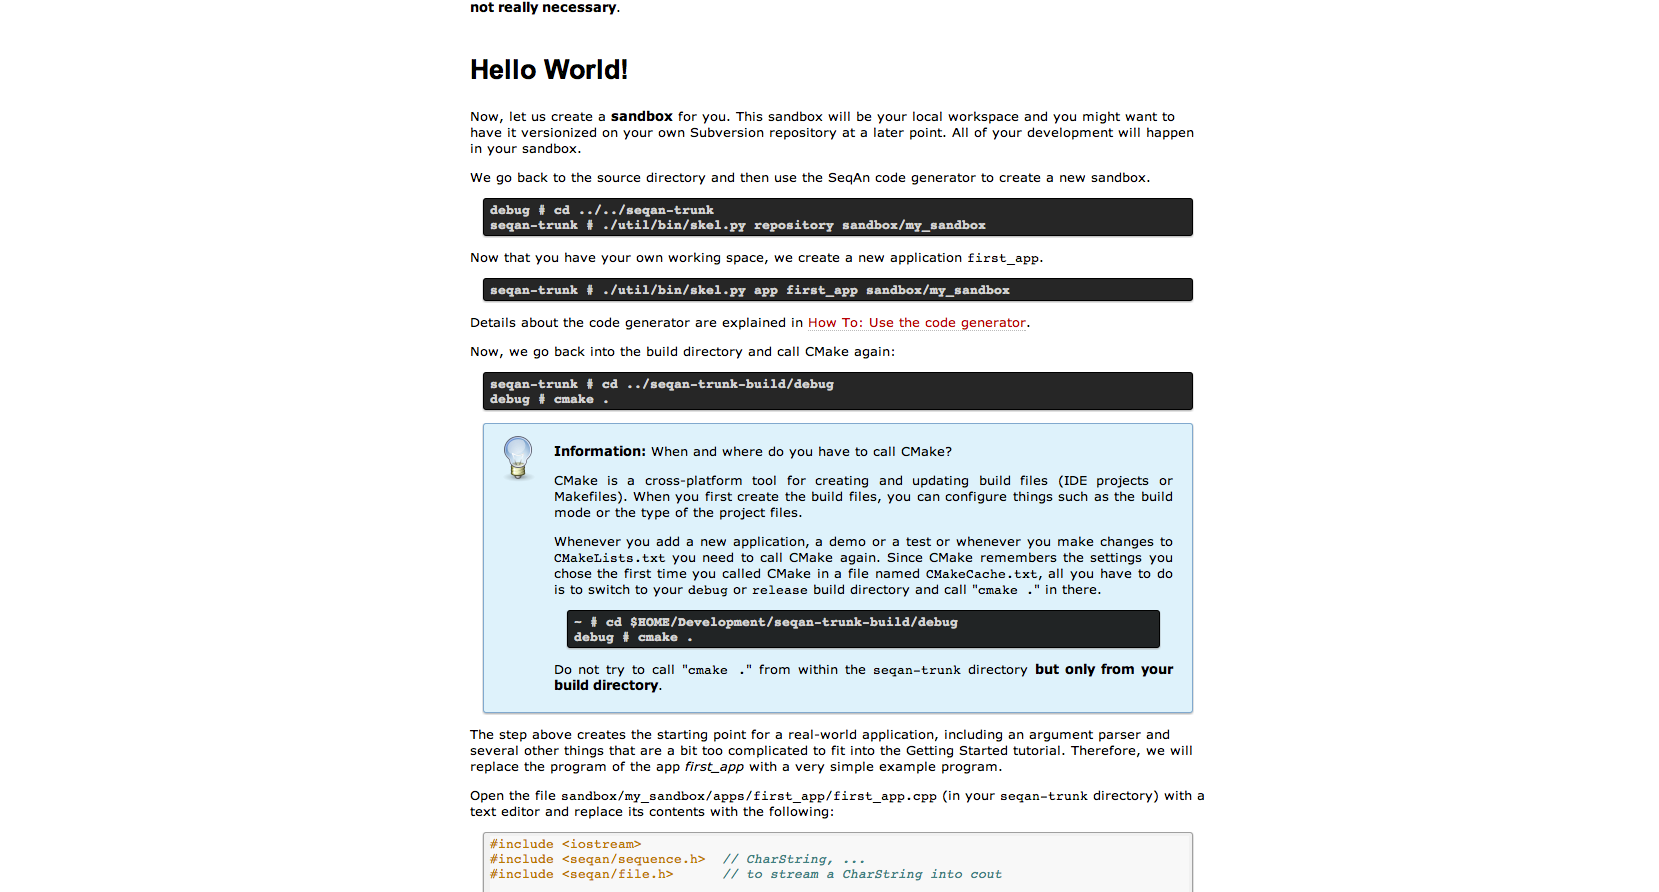 not really necessary.
Hello World!
Now, let us create a sandbox for you. This sandbox will be your local workspace and you might want to
have it versionized on your own Subversion repository at a later point. All of your development will happen
in your sandbox.
We go back to the source directory and then use the SeqAn code generator to create a new sandbox.
debug # cd ../../seqan-trunk
seqan-trunk # ./util/bin/skel.py repository sandbox/my_sandbox
Now that you have your own working space, we create a new application first_app.
seqan-trunk # ./util/bin/skel.py app first_app sandbox/my_sandbox
Details about the code generator are explained in How To: Use the code generator.
Now, we go back into the build directory and call CMake again:
seqan-trunk # cd ../seqan-trunk-build/debug
debug # cmake .
Information: When and where do you have to call CMake?
CMake is a cross-platform tool for creating and updating build files (IDE projects or
Makefiles). When you first create the build files, you can configure things such as the build
mode or the type of the project files.
Whenever you add a new application, a demo or a test or whenever you make changes to
CMakeLists.txt you need to call CMake again. Since CMake remembers the settings you
chose the first time you called CMake in a file named CMakeCache.txt, all you have to do
is to switch to your debug or release build directory and call "cmake ." in there.
~ # cd $HOME/Development/seqan-trunk-build/debug
debug # cmake .
Do not try to call "cmake ." from within the seqan-trunk directory but only from your
build directory.
The step above creates the starting point for a real-world application, including an argument parser and
several other things that are a bit too complicated to fit into the Getting Started tutorial. Therefore, we will
replace the program of the app first_app with a very simple example program.
Open the file sandbox/my_sandbox/apps/first_app/first_app.cpp (in your seqan-trunk directory) with a
text editor and replace its contents with the following:
#include <iostream>
#include <seqan/sequence.h>  // CharString, ...
#include <seqan/file.h>      // to stream a CharString into cout